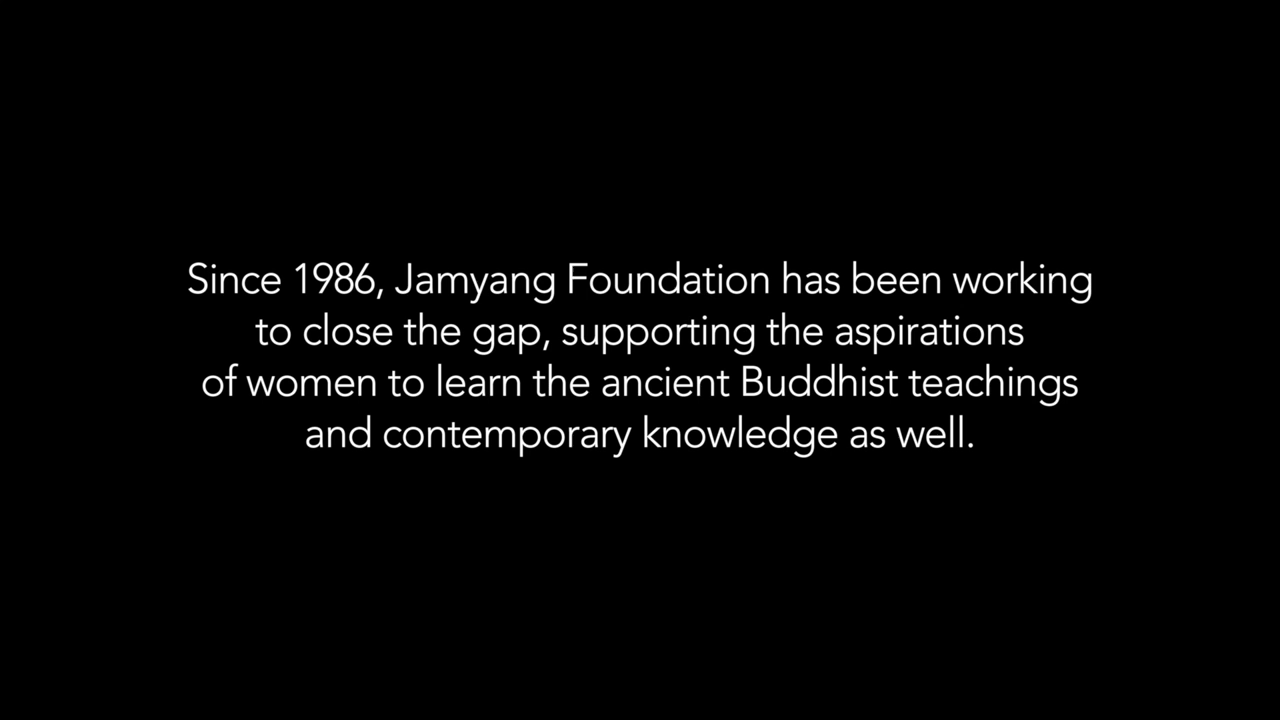 Since 1986, Jamyang Foundation has been working
to close the gap, supporting the aspirations
of women to learn the ancient Buddhist teachings
and contemporary knowledge as well.